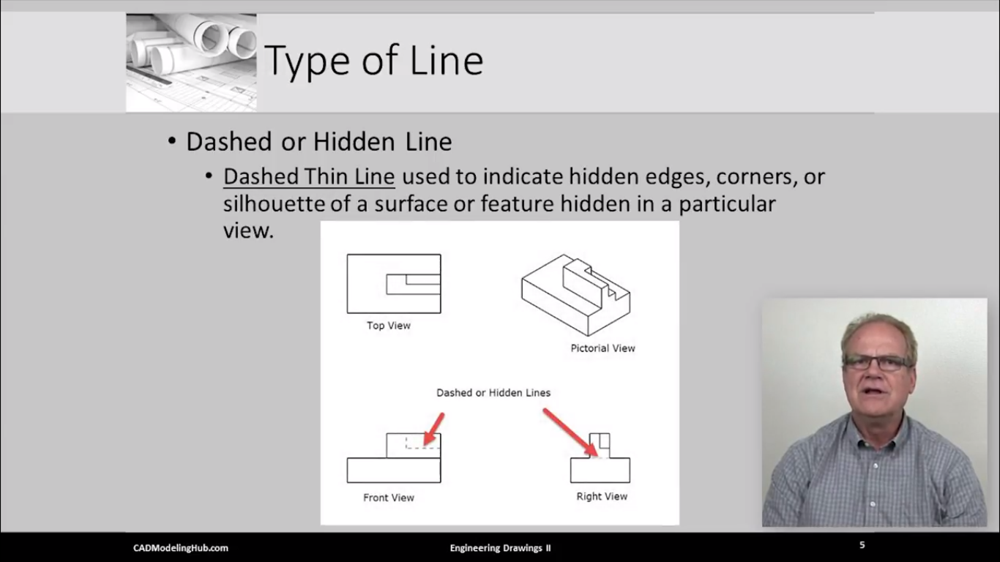 Type of Line
• Dashed or Hidden Line
• Dashed Thin Line used to indicate hidden edges, corners, or
silhouette of a surface or feature hidden in a particular
view.
Top View
Pictorial View
Dashed or Hidden Lines
Front View
Right View
CADModelingHub.com
Engineering Drawings II
5